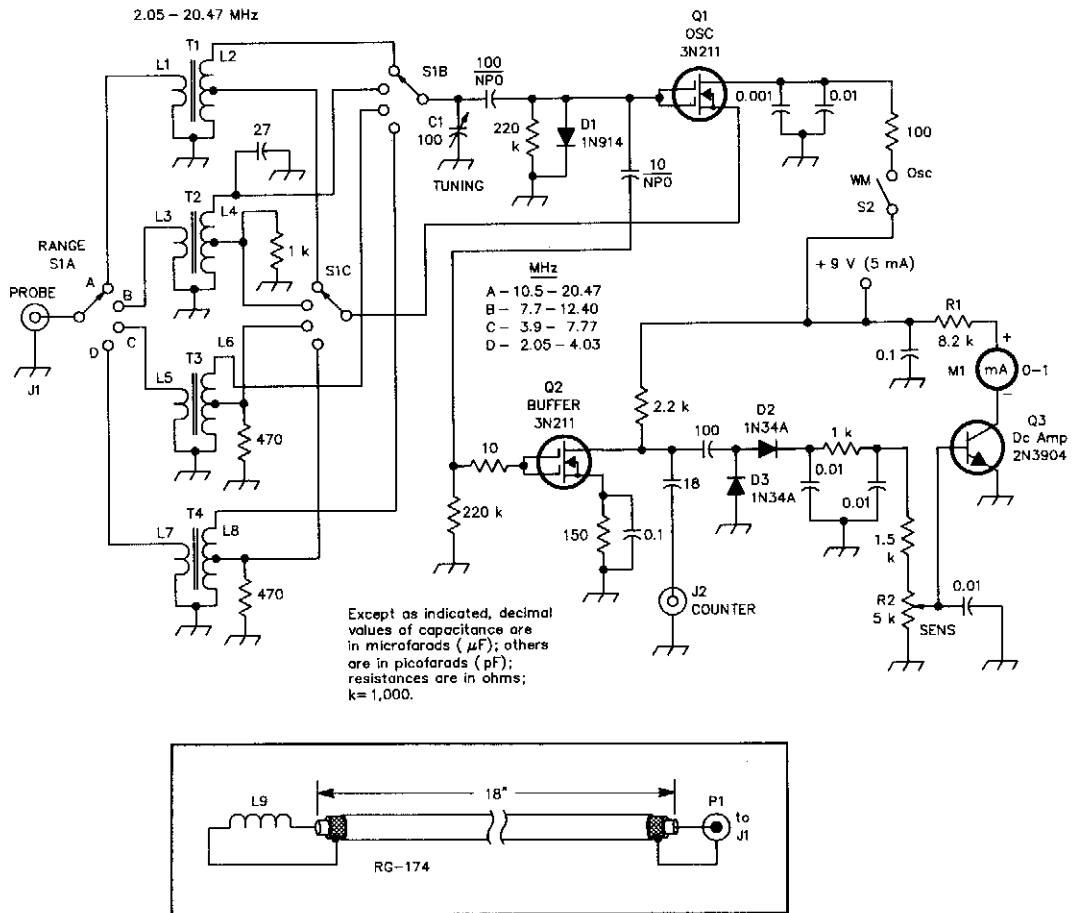 2.05 – 20.47 MHz
T1
L1
L2
S1B
100
NPO
C1
100
TUNING
220
k
D1
1N914
10
NPO
Q1
OSC
3N211
0.001
0.01
100
Osc
WM
S2
27
T2
L3
L4
1 k
RANGE
S1A
PROBE
J1
A
B
C
D
S1C
MHz
A – 10.5 – 20.47
B – 7.7 – 12.40
C – 3.9 – 7.77
D – 2.05 – 4.03
+ 9 V (5 mA)
R1
8.2 k
0.1
M1
+
mA
–
0–1
T3
L5
L6
470
T4
L7
L8
470
Q2
BUFFER
3N211
10
220 k
150
0.1
2.2 k
100
18
J2
COUNTER
D2
1N34A
D3
1N34A
1 k
0.01
0.01
1.5
k
R2
5 k
SENS
0.01
Q3
Dc Amp
2N3904
Except as indicated, decimal
values of capacitance are
in microfarads ( µF); others
are in picofarads ( pF);
resistances are in ohms;
k= 1,000.
L9
18"
RG–174
P1
to
J1